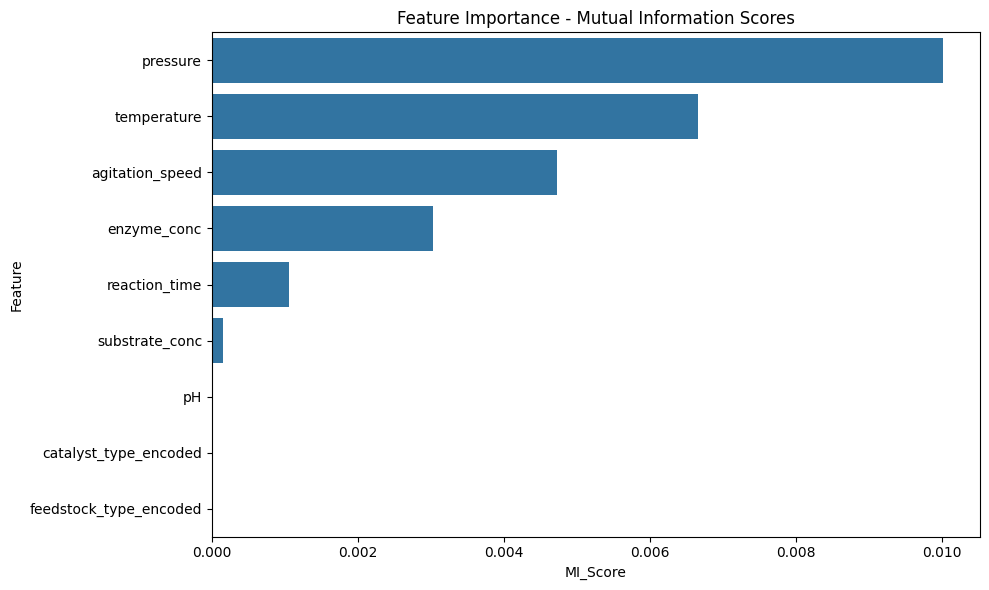 Feature Importance - Mutual Information Scores
Feature
pressure
temperature
agitation_speed
enzyme_conc
reaction_time
substrate_conc
pH
catalyst_type_encoded
feedstock_type_encoded
0.000 0.002 0.004 0.006 0.008 0.010
MI_Score